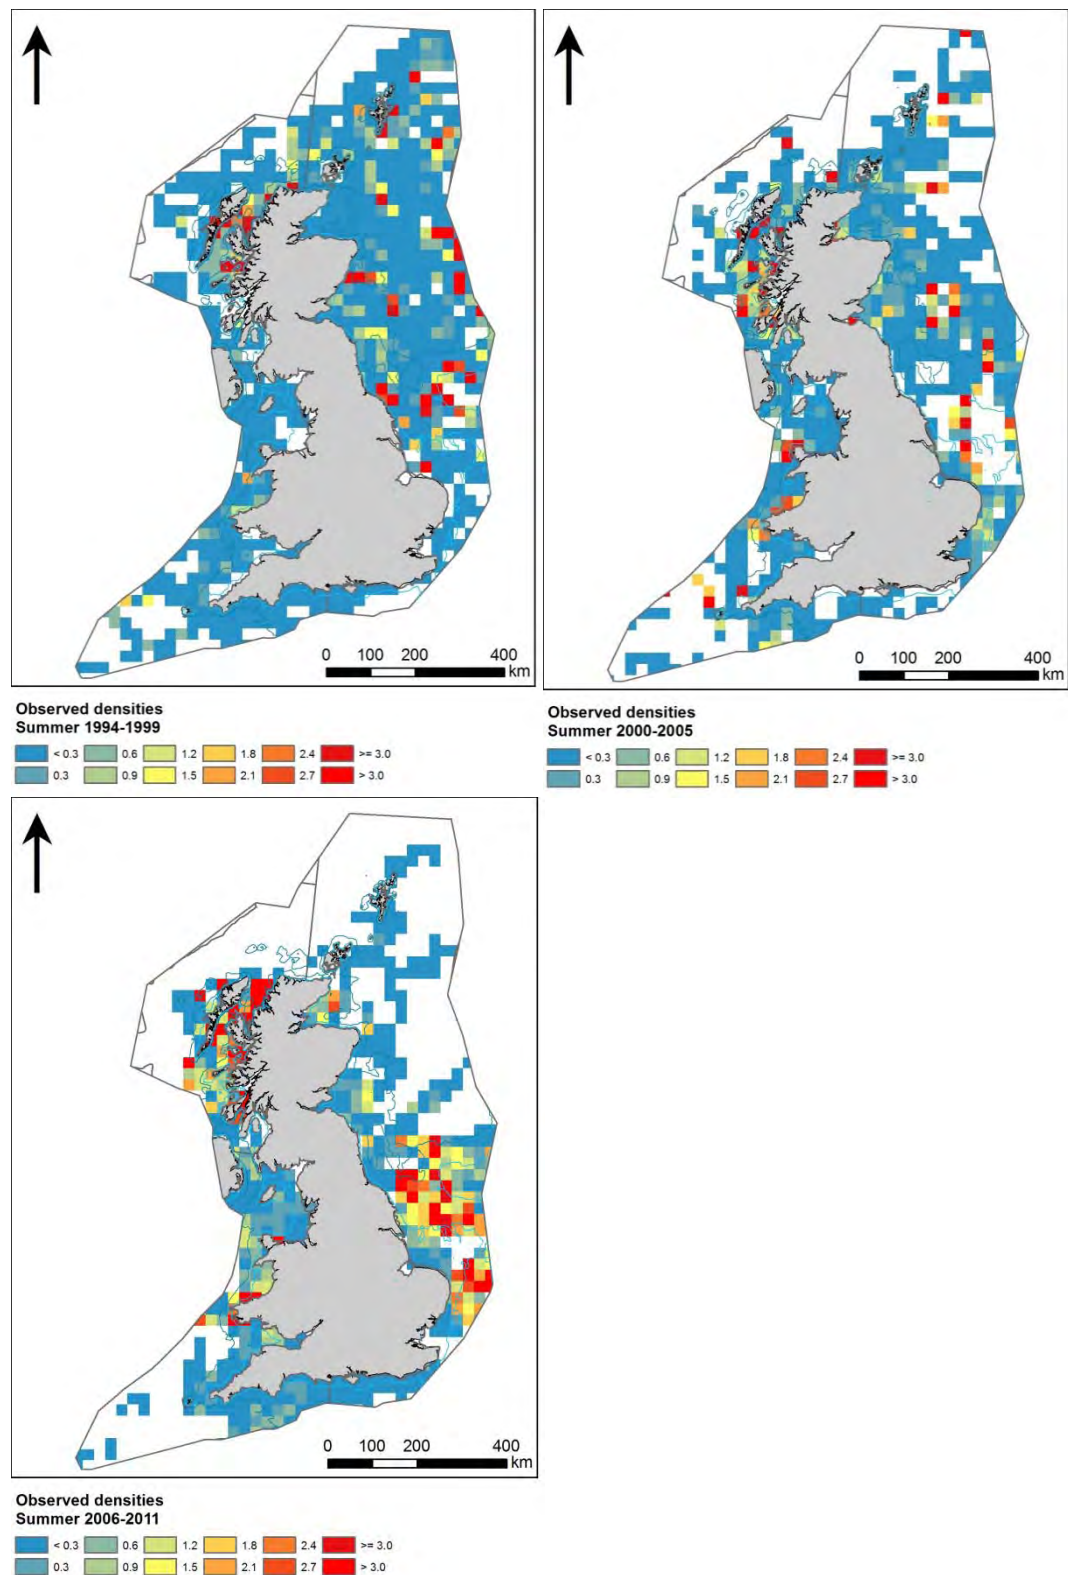 0 100 200 400
km
Observed densities
Summer 1994-1999
< 0.3 0.6 1.2 1.8 2.4 >= 3.0
0.3 0.9 1.5 2.1 2.7 > 3.0
0 100 200 400
km
Observed densities
Summer 2000-2005
< 0.3 0.6 1.2 1.8 2.4 >= 3.0
0.3 0.9 1.5 2.1 2.7 > 3.0
0 100 200 400
km
Observed densities
Summer 2006-2011
< 0.3 0.6 1.2 1.8 2.4 >= 3.0
0.3 0.9 1.5 2.1 2.7 > 3.0